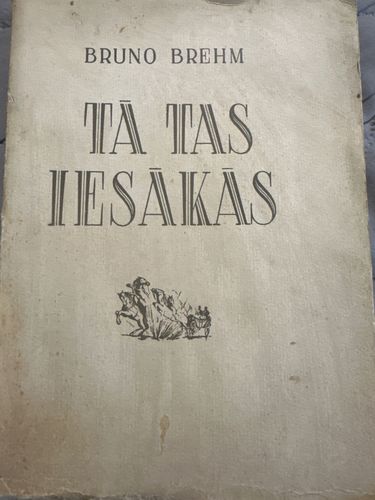 BRUNO BREHM
TĀ TAS
IESĀKĀS